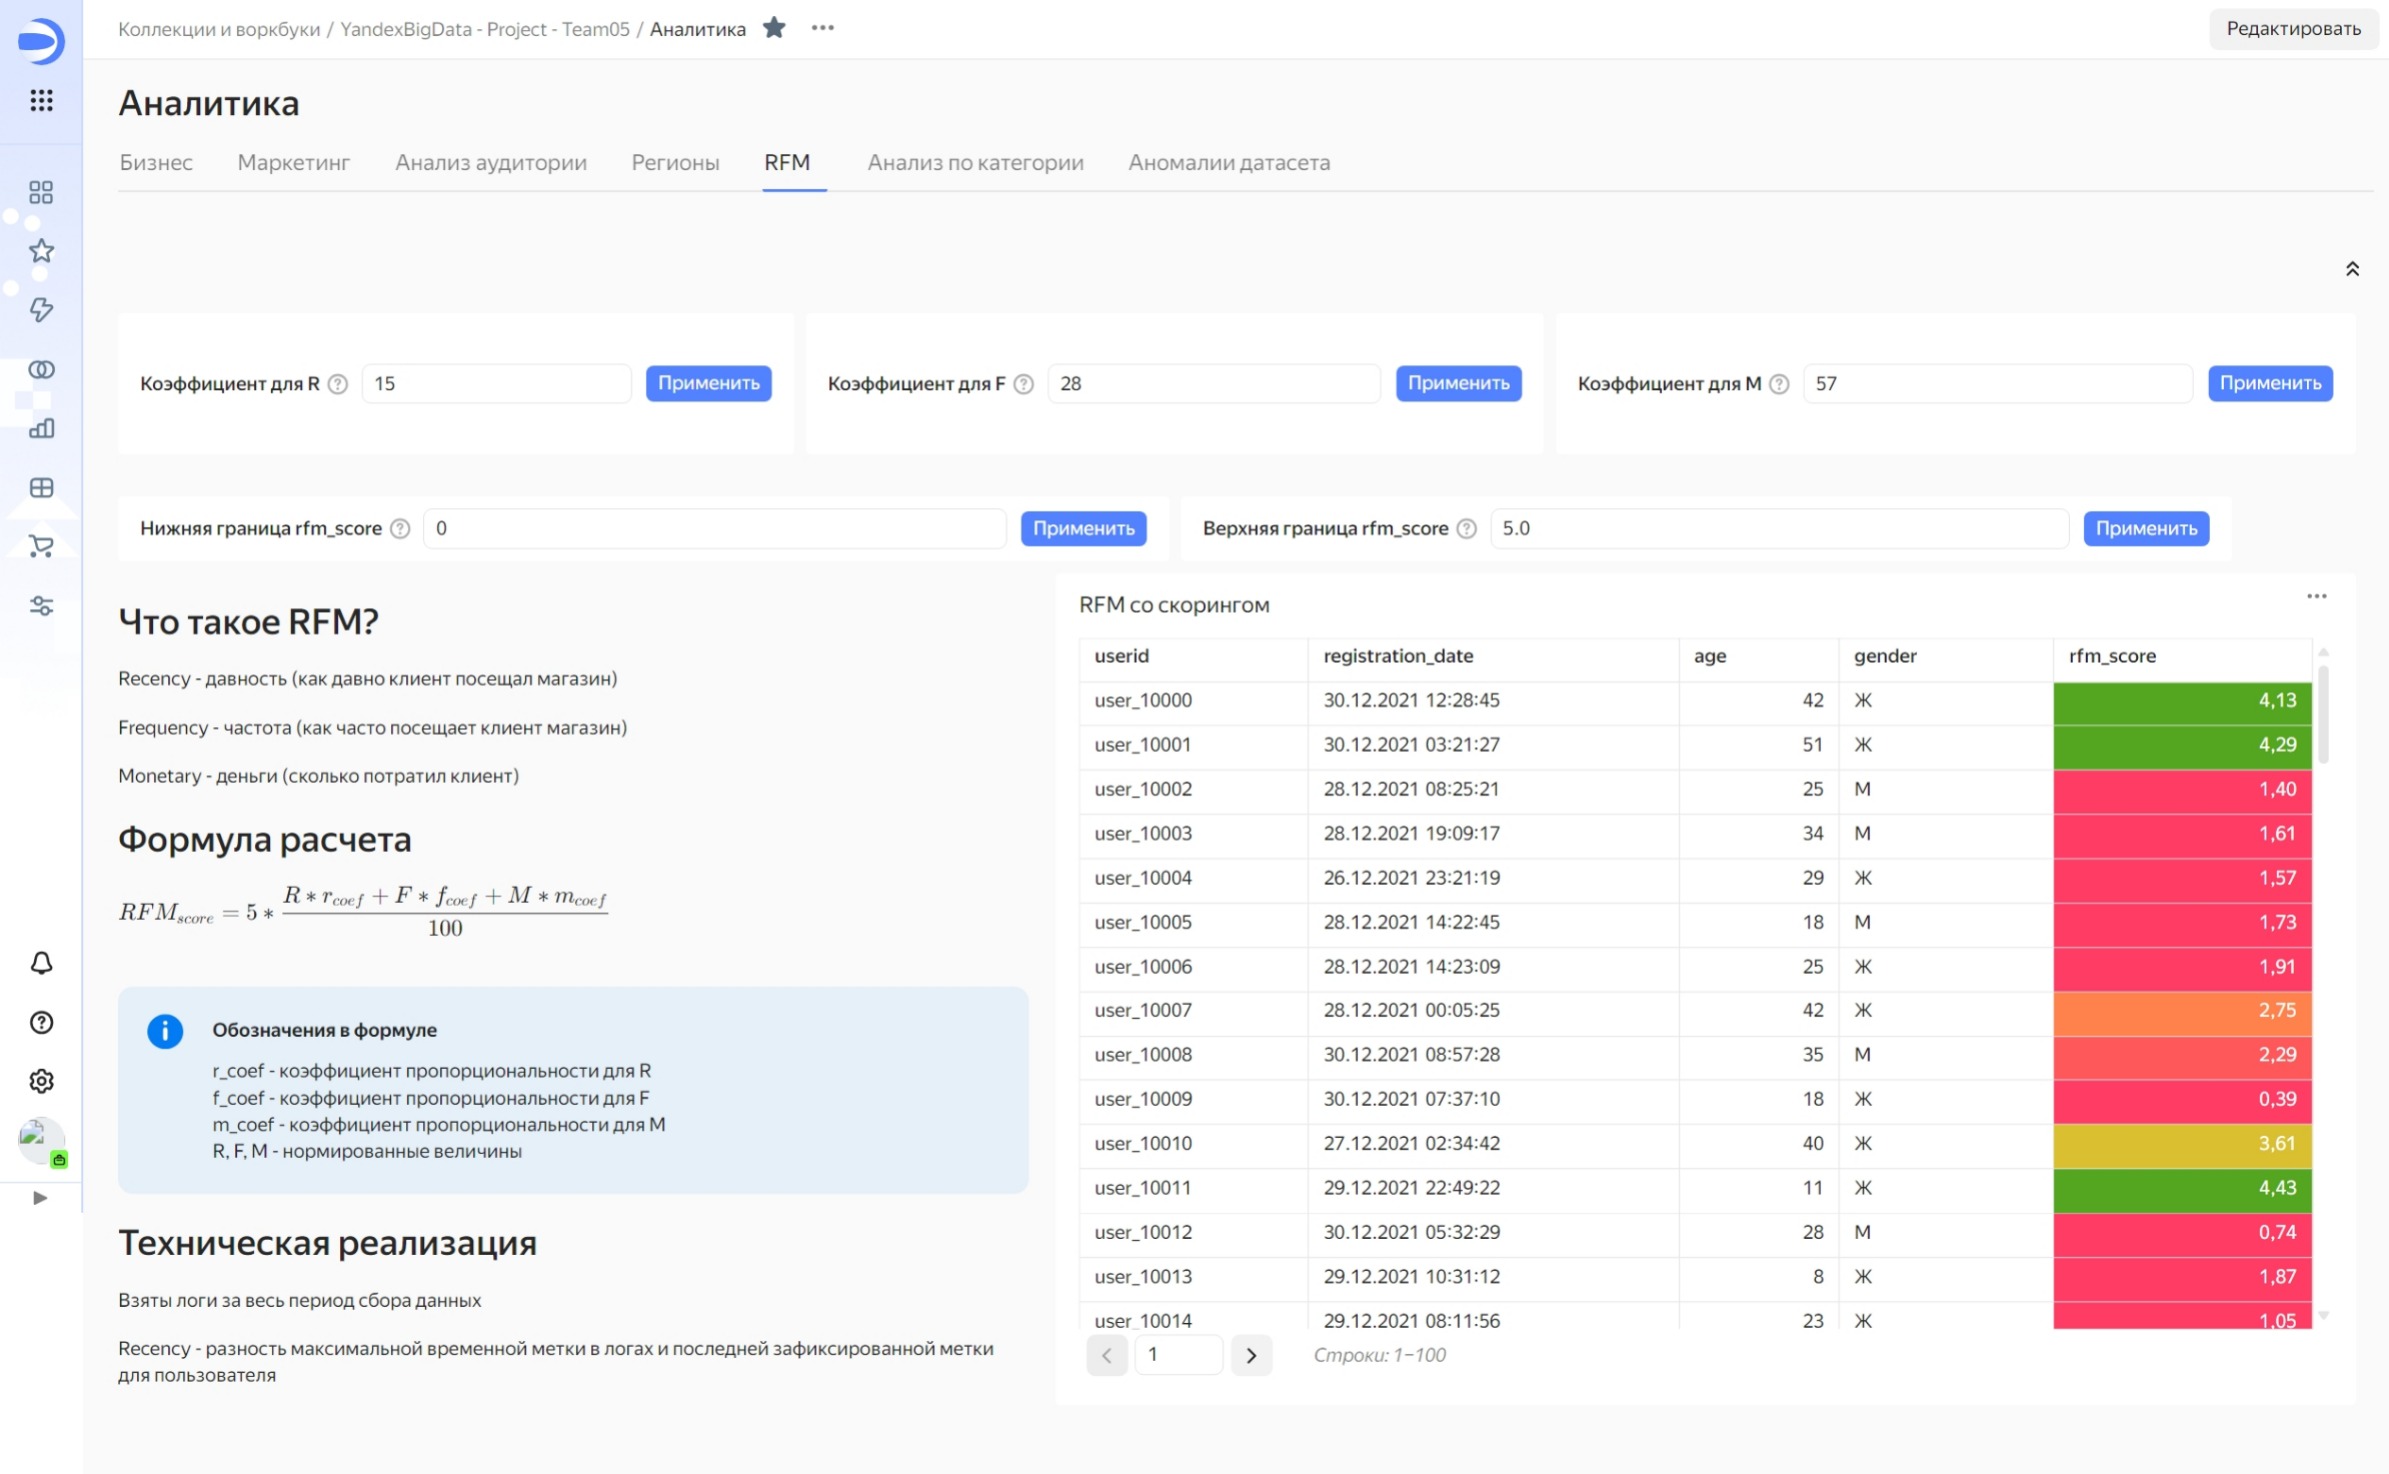 Коллекции и воркбуки / YandexBigData - Project - Team05 / Аналитика
Редактировать
Аналитика
Бизнес Маркетинг Анализ аудитории Регионы RFM Анализ по категории Аномалии датасета
Коэффициент для R ? 15 Применить Коэффициент для F ? 28 Применить Коэффициент для M ? 57 Применить
Нижняя граница rfm_score ? 0 Применить Верхняя граница rfm_score ? 5.0 Применить
Что такое RFM?
Recency - давность (как давно клиент посещал магазин)
Frequency - частота (как часто посещает клиент магазин)
Monetary - деньги (сколько потратил клиент)
Формула расчета
RFM_score = 5 * (R * r_coef + F * f_coef + M * m_coef) / 100
Обозначения в формуле
r_coef - коэффициент пропорциональности для R
f_coef - коэффициент пропорциональности для F
m_coef - коэффициент пропорциональности для M
R, F, M - нормированные величины
Техническая реализация
Взяты логи за весь период сбора данных
Recency - разность максимальной временной метки в логах и последней зафиксированной метки
для пользователя
RFM со скорингом
userid registration_date age gender rfm_score
user_10000 30.12.2021 12:28:45 42 Ж 4,13
user_10001 30.12.2021 03:21:27 51 Ж 4,29
user_10002 28.12.2021 08:25:21 25 М 1,40
user_10003 28.12.2021 19:09:17 34 М 1,61
user_10004 26.12.2021 23:21:19 29 Ж 1,57
user_10005 28.12.2021 14:22:45 18 М 1,73
user_10006 28.12.2021 14:23:09 25 Ж 1,91
user_10007 28.12.2021 00:05:25 42 Ж 2,75
user_10008 30.12.2021 08:57:28 35 М 2,29
user_10009 30.12.2021 07:37:10 18 Ж 0,39
user_10010 27.12.2021 02:34:42 40 Ж 3,61
user_10011 29.12.2021 22:49:22 11 Ж 4,43
user_10012 30.12.2021 05:32:29 28 М 0,74
user_10013 29.12.2021 10:31:12 8 Ж 1,87
user_10014 29.12.2021 08:11:56 23 Ж 1,05
1 Строки: 1–100